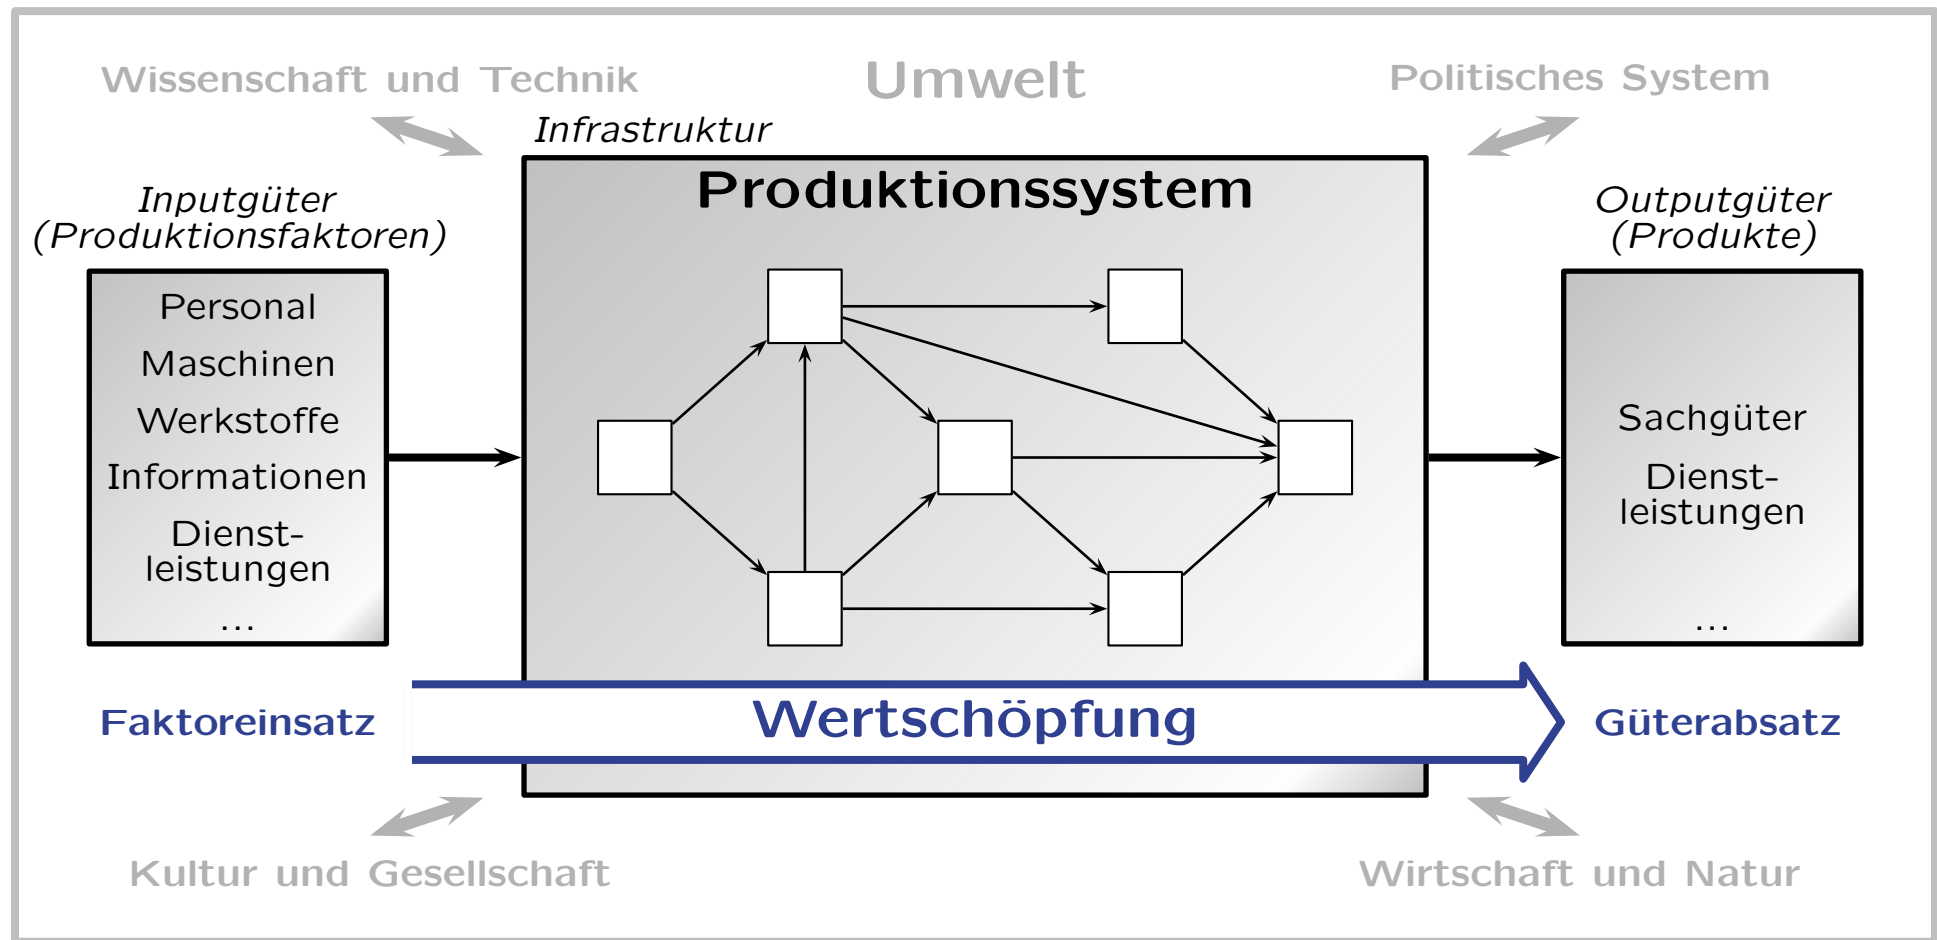 Wissenschaft und Technik
Umwelt
Politisches System
Infrastruktur
Produktionssystem
Inputgüter
(Produktionsfaktoren)
Personal
Maschinen
Werkstoffe
Informationen
Dienst-
leistungen
...
Outputgüter
(Produkte)
Sachgüter
Dienst-
leistungen
...
Faktoreinsatz
Wertschöpfung
Güterabsatz
Kultur und Gesellschaft
Wirtschaft und Natur